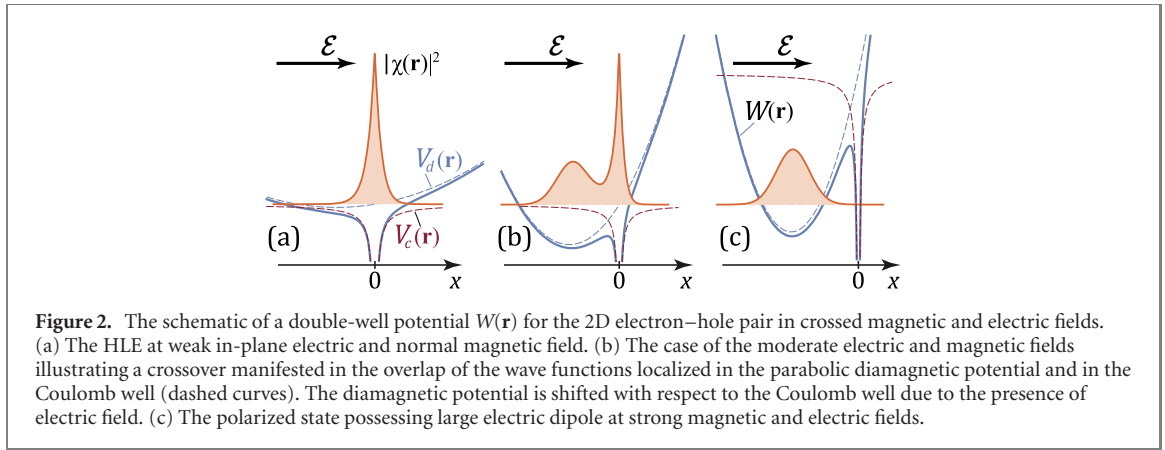 ℰ
|χ(r)|²
V_d(r)
V_c(r)
(a)
0
x
ℰ
(b)
0
x
ℰ
W(r)
(c)
0
x
Figure 2. The schematic of a double-well potential W(r) for the 2D electron–hole pair in crossed magnetic and electric fields.
(a) The HLE at weak in-plane electric and normal magnetic field. (b) The case of the moderate electric and magnetic fields
illustrating a crossover manifested in the overlap of the wave functions localized in the parabolic diamagnetic potential and in the
Coulomb well (dashed curves). The diamagnetic potential is shifted with respect to the Coulomb well due to the presence of
electric field. (c) The polarized state possessing large electric dipole at strong magnetic and electric fields.